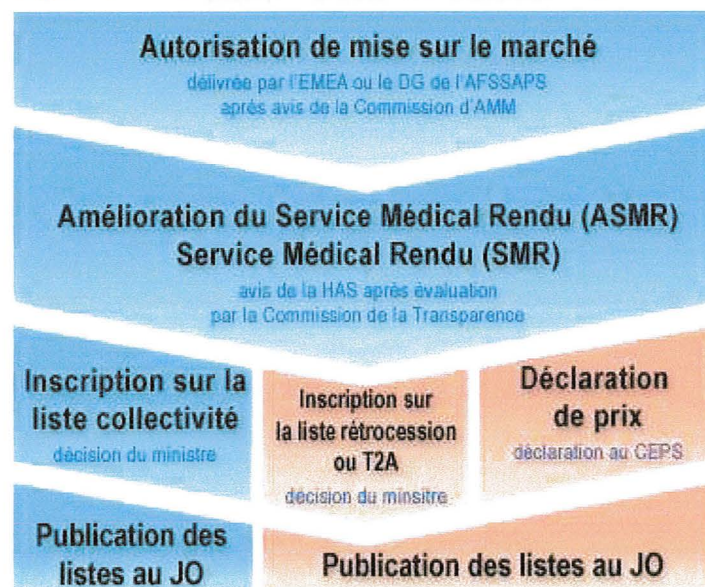 Autorisation de mise sur le marché
délivrée par l'EMEA ou le DG de l'AFSSAPS
après avis de la Commission d'AMM
Amélioration du Service Médical Rendu (ASMR)
Service Médical Rendu (SMR)
avis de la HAS après évaluation
par la Commission de la Transparence
Inscription sur la
liste collectivité
décision du ministre
Inscription sur
la liste rétrocession
ou T2A
décision du minsitre
Déclaration
de prix
déclaration au CEPS
Publication des
listes au JO
Publication des listes au JO